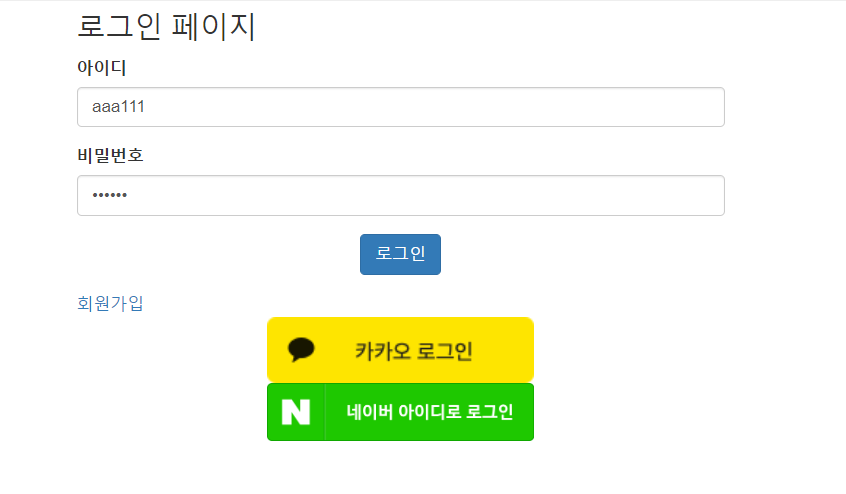 로그인 페이지
아이디
aaa111
비밀번호
••••••
로그인
회원가입
카카오 로그인
N 네이버 아이디로 로그인